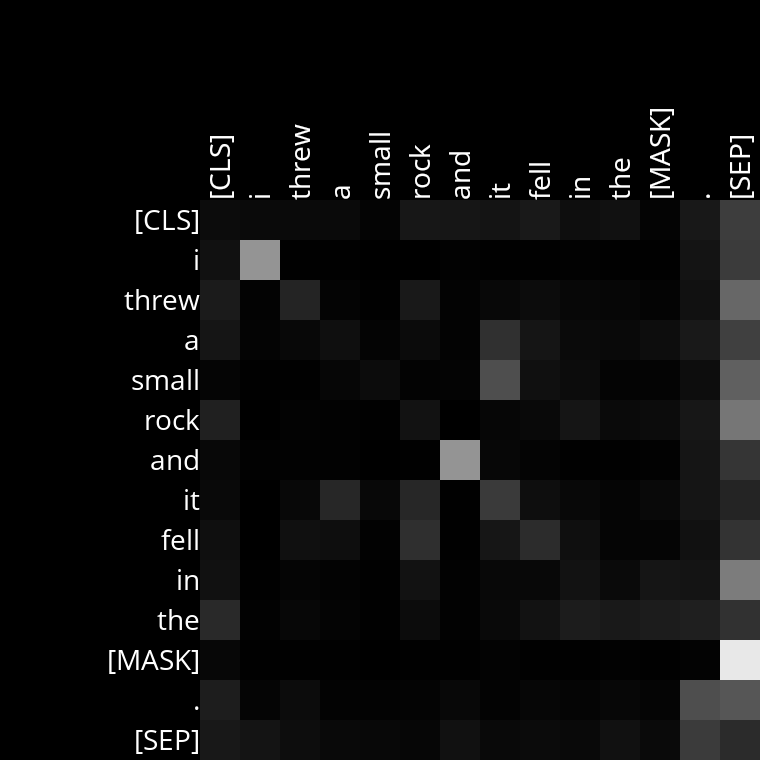 [CLS] i threw a small rock and it fell in the [MASK] . [SEP]
[CLS]
i
threw
a
small
rock
and
it
fell
in
the
[MASK]
.
[SEP]